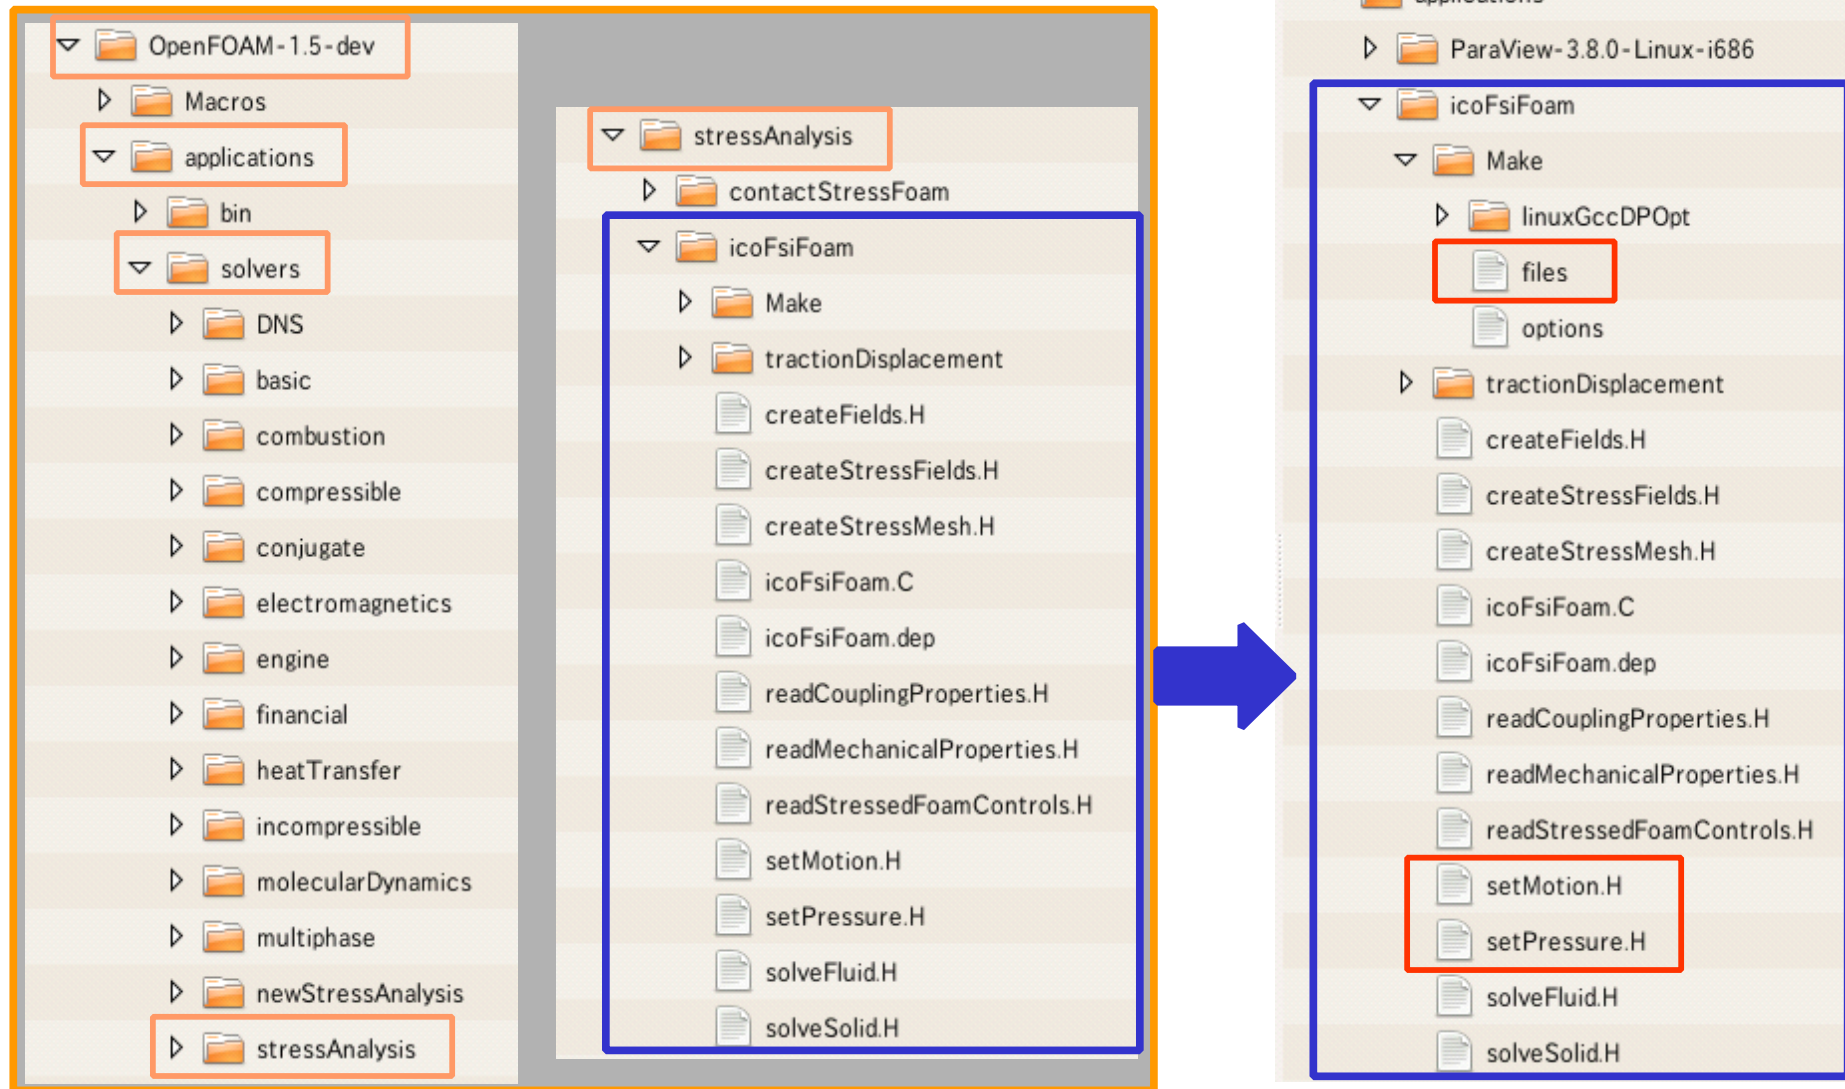 OpenFOAM-1.5-dev
Macros
applications
bin
solvers
DNS
basic
combustion
compressible
conjugate
electromagnetics
engine
financial
heatTransfer
incompressible
molecularDynamics
multiphase
newStressAnalysis
stressAnalysis
stressAnalysis
contactStressFoam
icoFsiFoam
Make
tractionDisplacement
createFields.H
createStressFields.H
createStressMesh.H
icoFsiFoam.C
icoFsiFoam.dep
readCouplingProperties.H
readMechanicalProperties.H
readStressedFoamControls.H
setMotion.H
setPressure.H
solveFluid.H
solveSolid.H
applications
ParaView-3.8.0-Linux-i686
icoFsiFoam
Make
linuxGccDPOpt
files
options
tractionDisplacement
createFields.H
createStressFields.H
createStressMesh.H
icoFsiFoam.C
icoFsiFoam.dep
readCouplingProperties.H
readMechanicalProperties.H
readStressedFoamControls.H
setMotion.H
setPressure.H
solveFluid.H
solveSolid.H